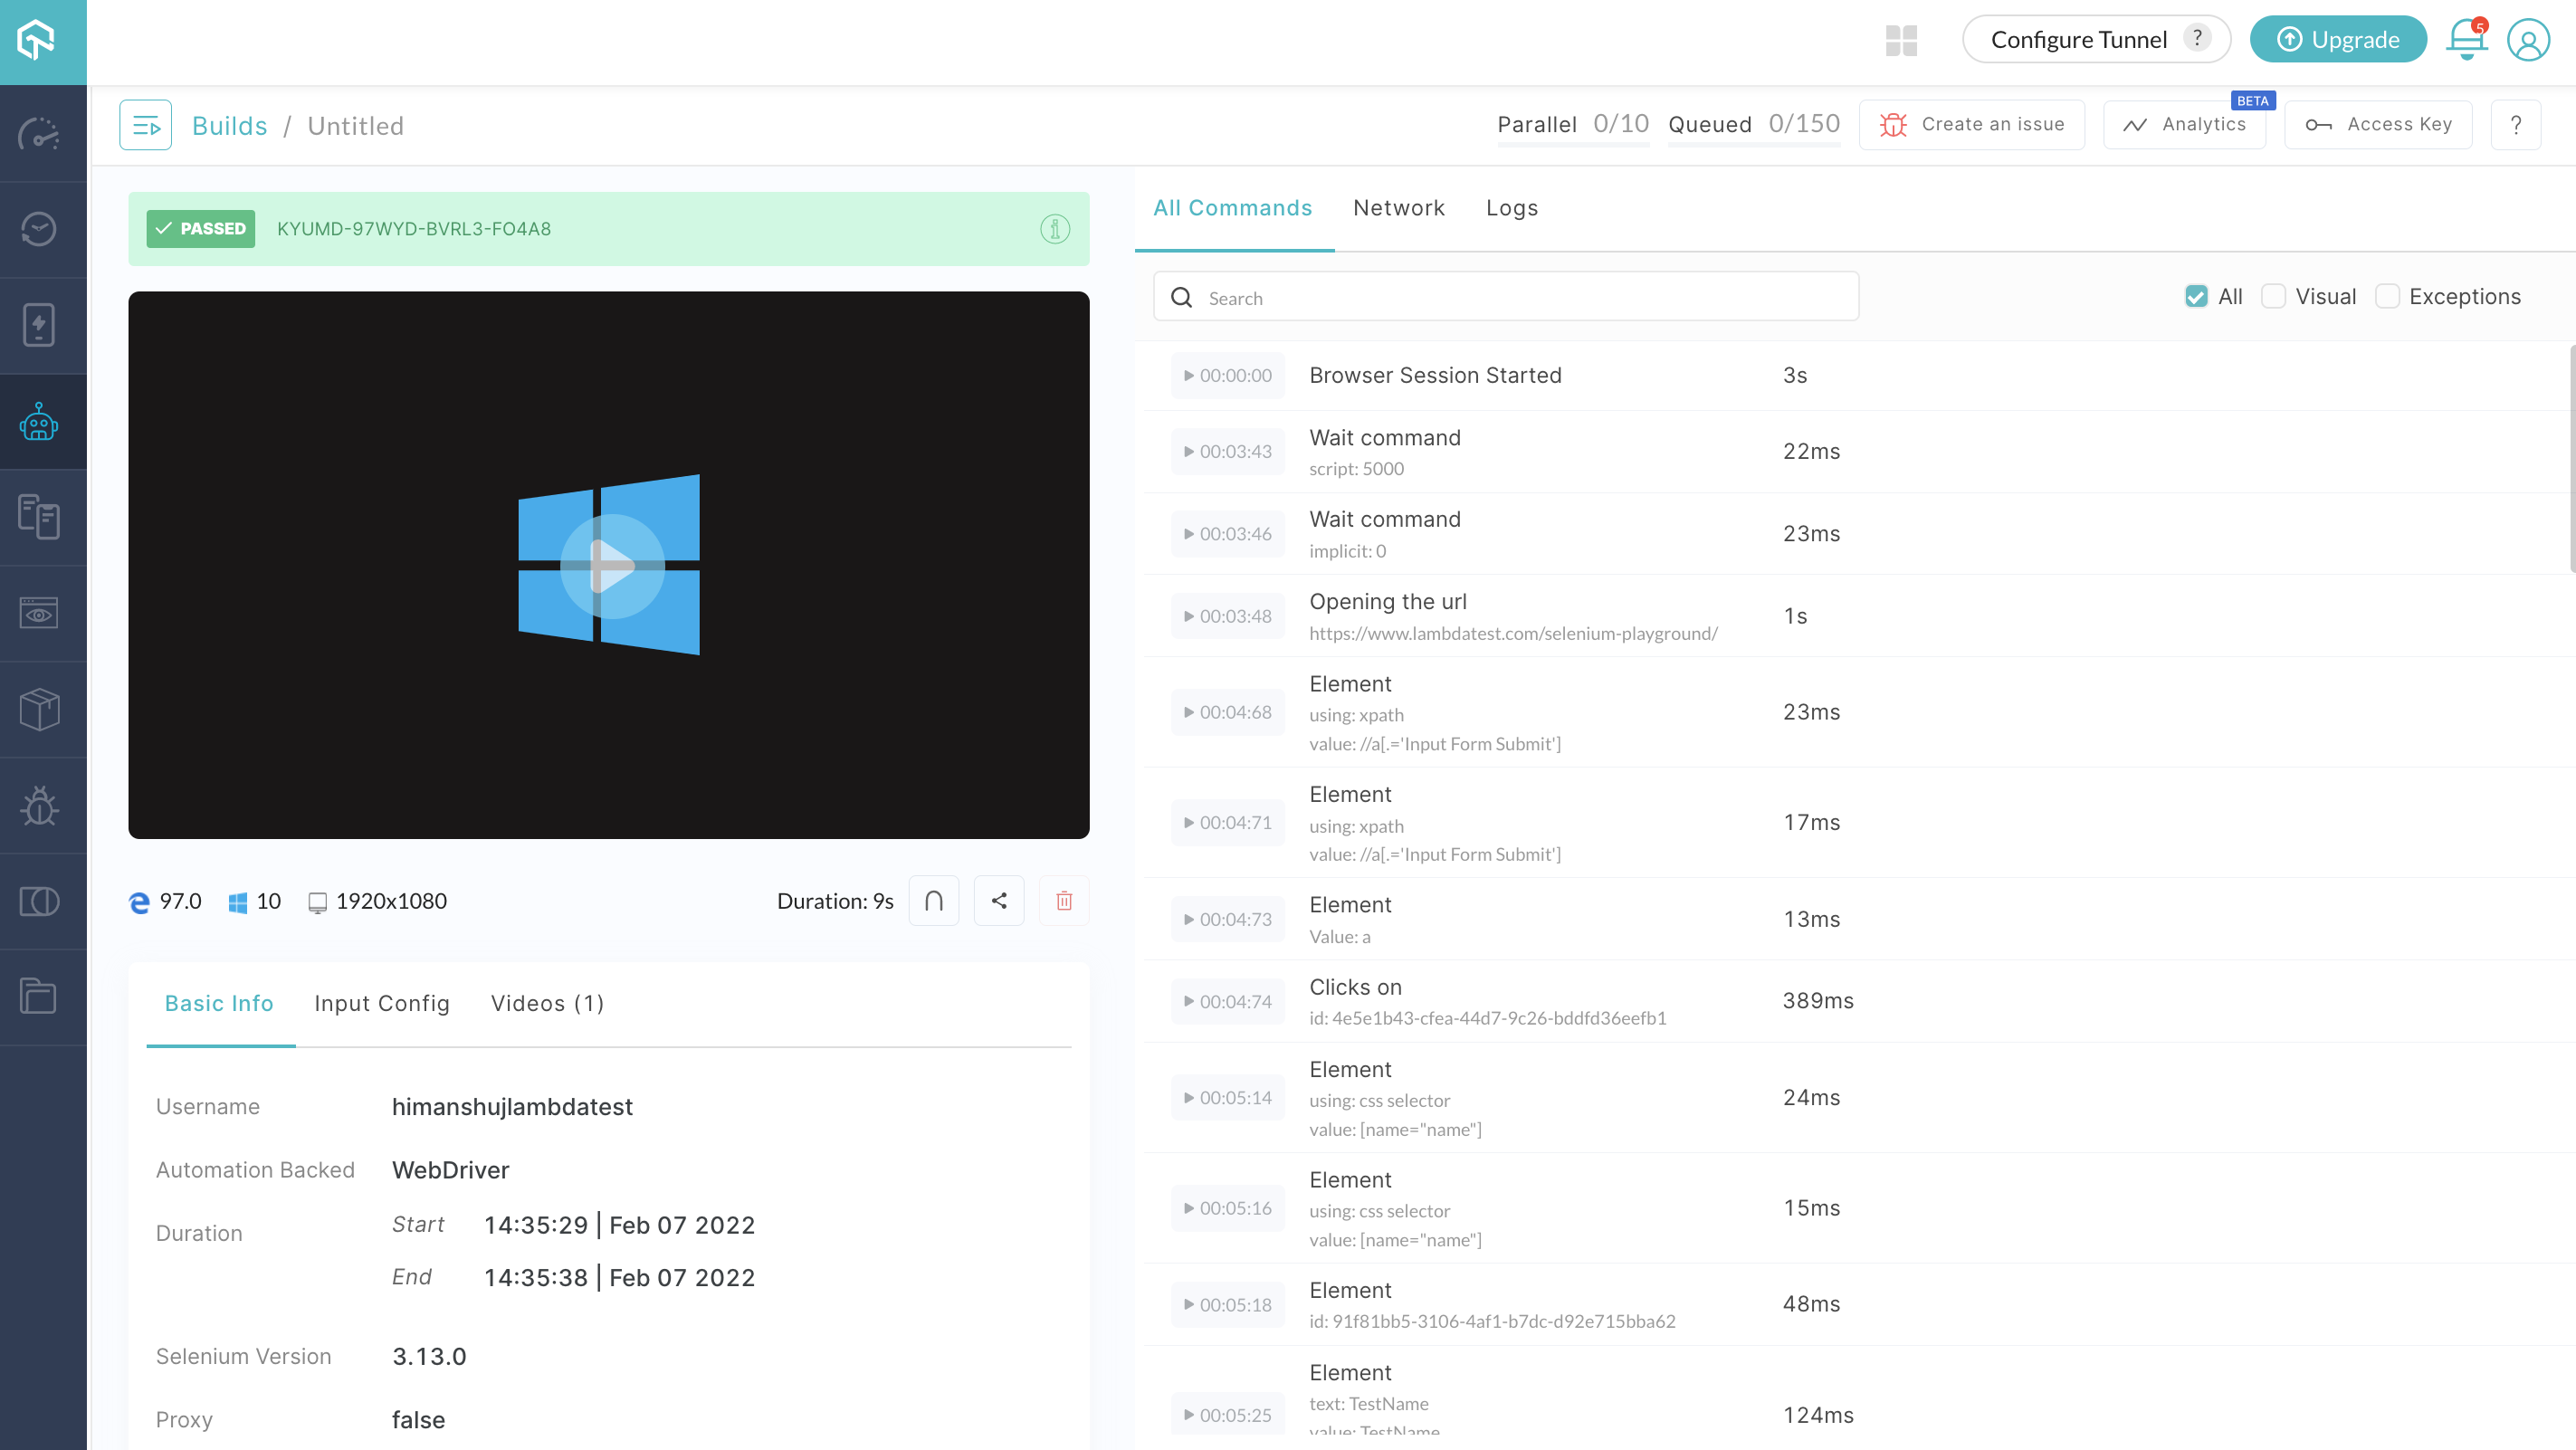 Configure Tunnel ?
Upgrade
5
Builds / Untitled
Parallel 0/10 Queued 0/150
Create an issue
Analytics
BETA
Access Key
?
PASSED KYUMD-97WYD-BVRL3-FO4A8
97.0 10 1920x1080
Duration: 9s
Basic Info Input Config Videos (1)
Username himanshujlambdatest
Automation Backed WebDriver
Duration Start 14:35:29 | Feb 07 2022
End 14:35:38 | Feb 07 2022
Selenium Version 3.13.0
Proxy false
All Commands Network Logs
Search
All Visual Exceptions
00:00:00 Browser Session Started 3s
00:03:43 Wait command 22ms
script: 5000
00:03:46 Wait command 23ms
implicit: 0
00:03:48 Opening the url 1s
https://www.lambdatest.com/selenium-playground/
00:04:68 Element 23ms
using: xpath
value: //a[.='Input Form Submit']
00:04:71 Element 17ms
using: xpath
value: //a[.='Input Form Submit']
00:04:73 Element 13ms
Value: a
00:04:74 Clicks on 389ms
id: 4e5e1b43-cfea-44d7-9c26-bddfd36eefb1
00:05:14 Element 24ms
using: css selector
value: [name="name"]
00:05:16 Element 15ms
using: css selector
value: [name="name"]
00:05:18 Element 48ms
id: 91f81bb5-3106-4af1-b7dc-d92e715bba62
00:05:25 Element 124ms
text: TestName
value: TestName